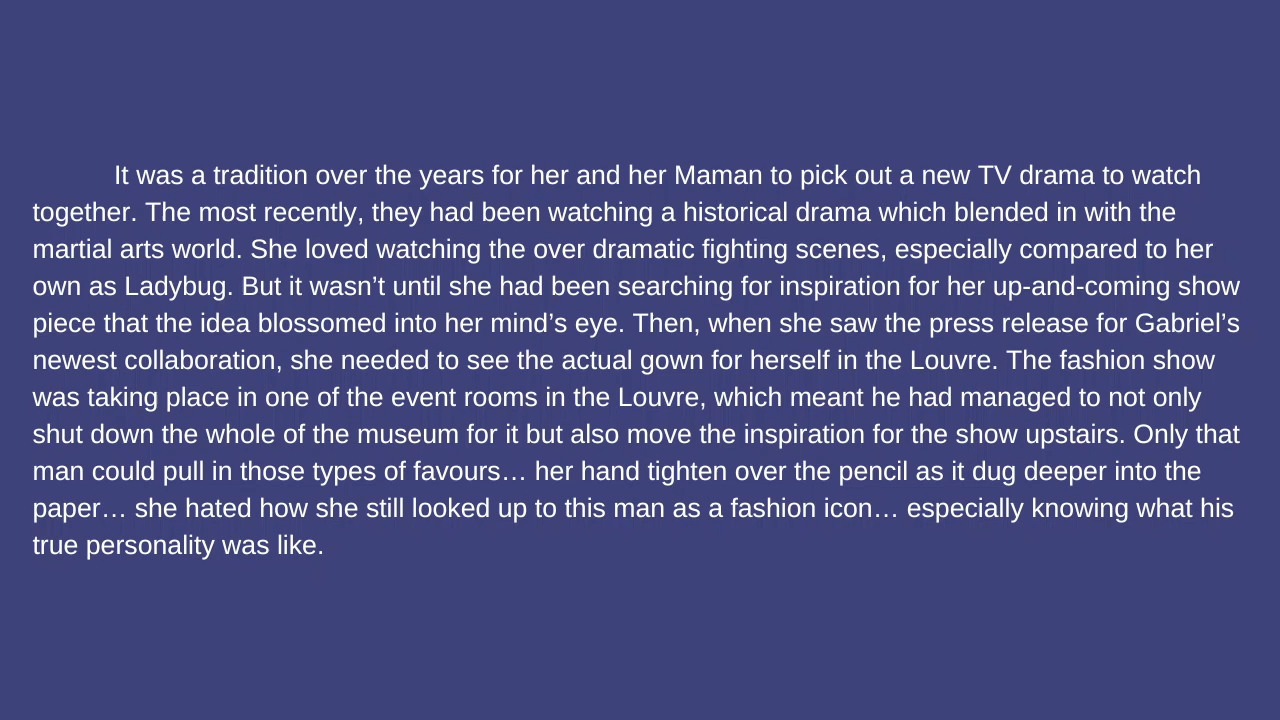 It was a tradition over the years for her and her Maman to pick out a new TV drama to watch
together. The most recently, they had been watching a historical drama which blended in with the
martial arts world. She loved watching the over dramatic fighting scenes, especially compared to her
own as Ladybug. But it wasn’t until she had been searching for inspiration for her up-and-coming show
piece that the idea blossomed into her mind’s eye. Then, when she saw the press release for Gabriel’s
newest collaboration, she needed to see the actual gown for herself in the Louvre. The fashion show
was taking place in one of the event rooms in the Louvre, which meant he had managed to not only
shut down the whole of the museum for it but also move the inspiration for the show upstairs. Only that
man could pull in those types of favours… her hand tighten over the pencil as it dug deeper into the
paper… she hated how she still looked up to this man as a fashion icon… especially knowing what his
true personality was like.